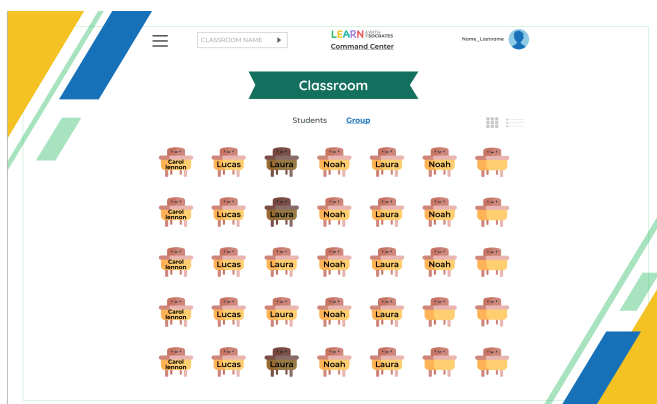 CLASSROOM NAME
LEARN WITH SOCRATES
Command Center
Name_Lastname
Classroom
Students Group
Carol lennon Lucas Laura Noah Laura Noah
Carol lennon Lucas Laura Noah Laura Noah
Carol lennon Lucas Laura Noah Laura Noah
Carol lennon Lucas Laura Noah Laura
Carol lennon Lucas Laura Noah Laura